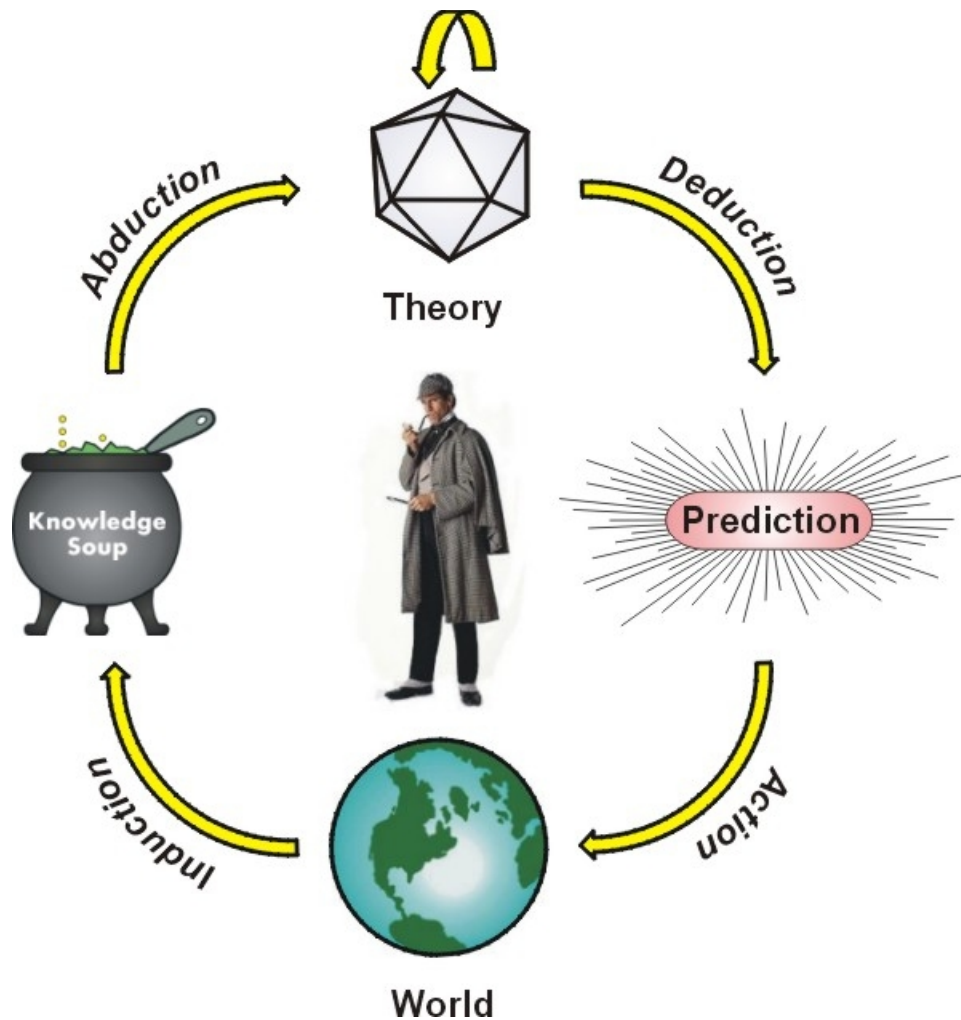 Abduction
Deduction
Theory
Knowledge
Soup
Prediction
Induction
Action
World